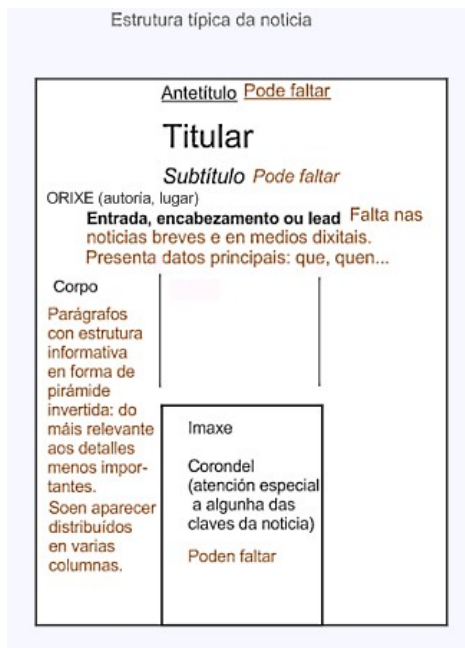 Estrutura típica da noticia
Antetítulo Pode faltar
Titular
Subtítulo Pode faltar
ORIXE (autoria, lugar)
Entrada, encabezamento ou lead Falta nas
noticias breves e en medios dixitais.
Presenta datos principais: que, quen...
Corpo
Parágrafos
con estrutura
informativa
en forma de
pirámide
invertida: do
máis relevante
aos detalles
menos impor-
tantes.
Soen aparecer
distribuídos
en varias
columnas.
Imaxe
Corondel
(atención especial
a algunha das
claves da noticia)
Poden faltar